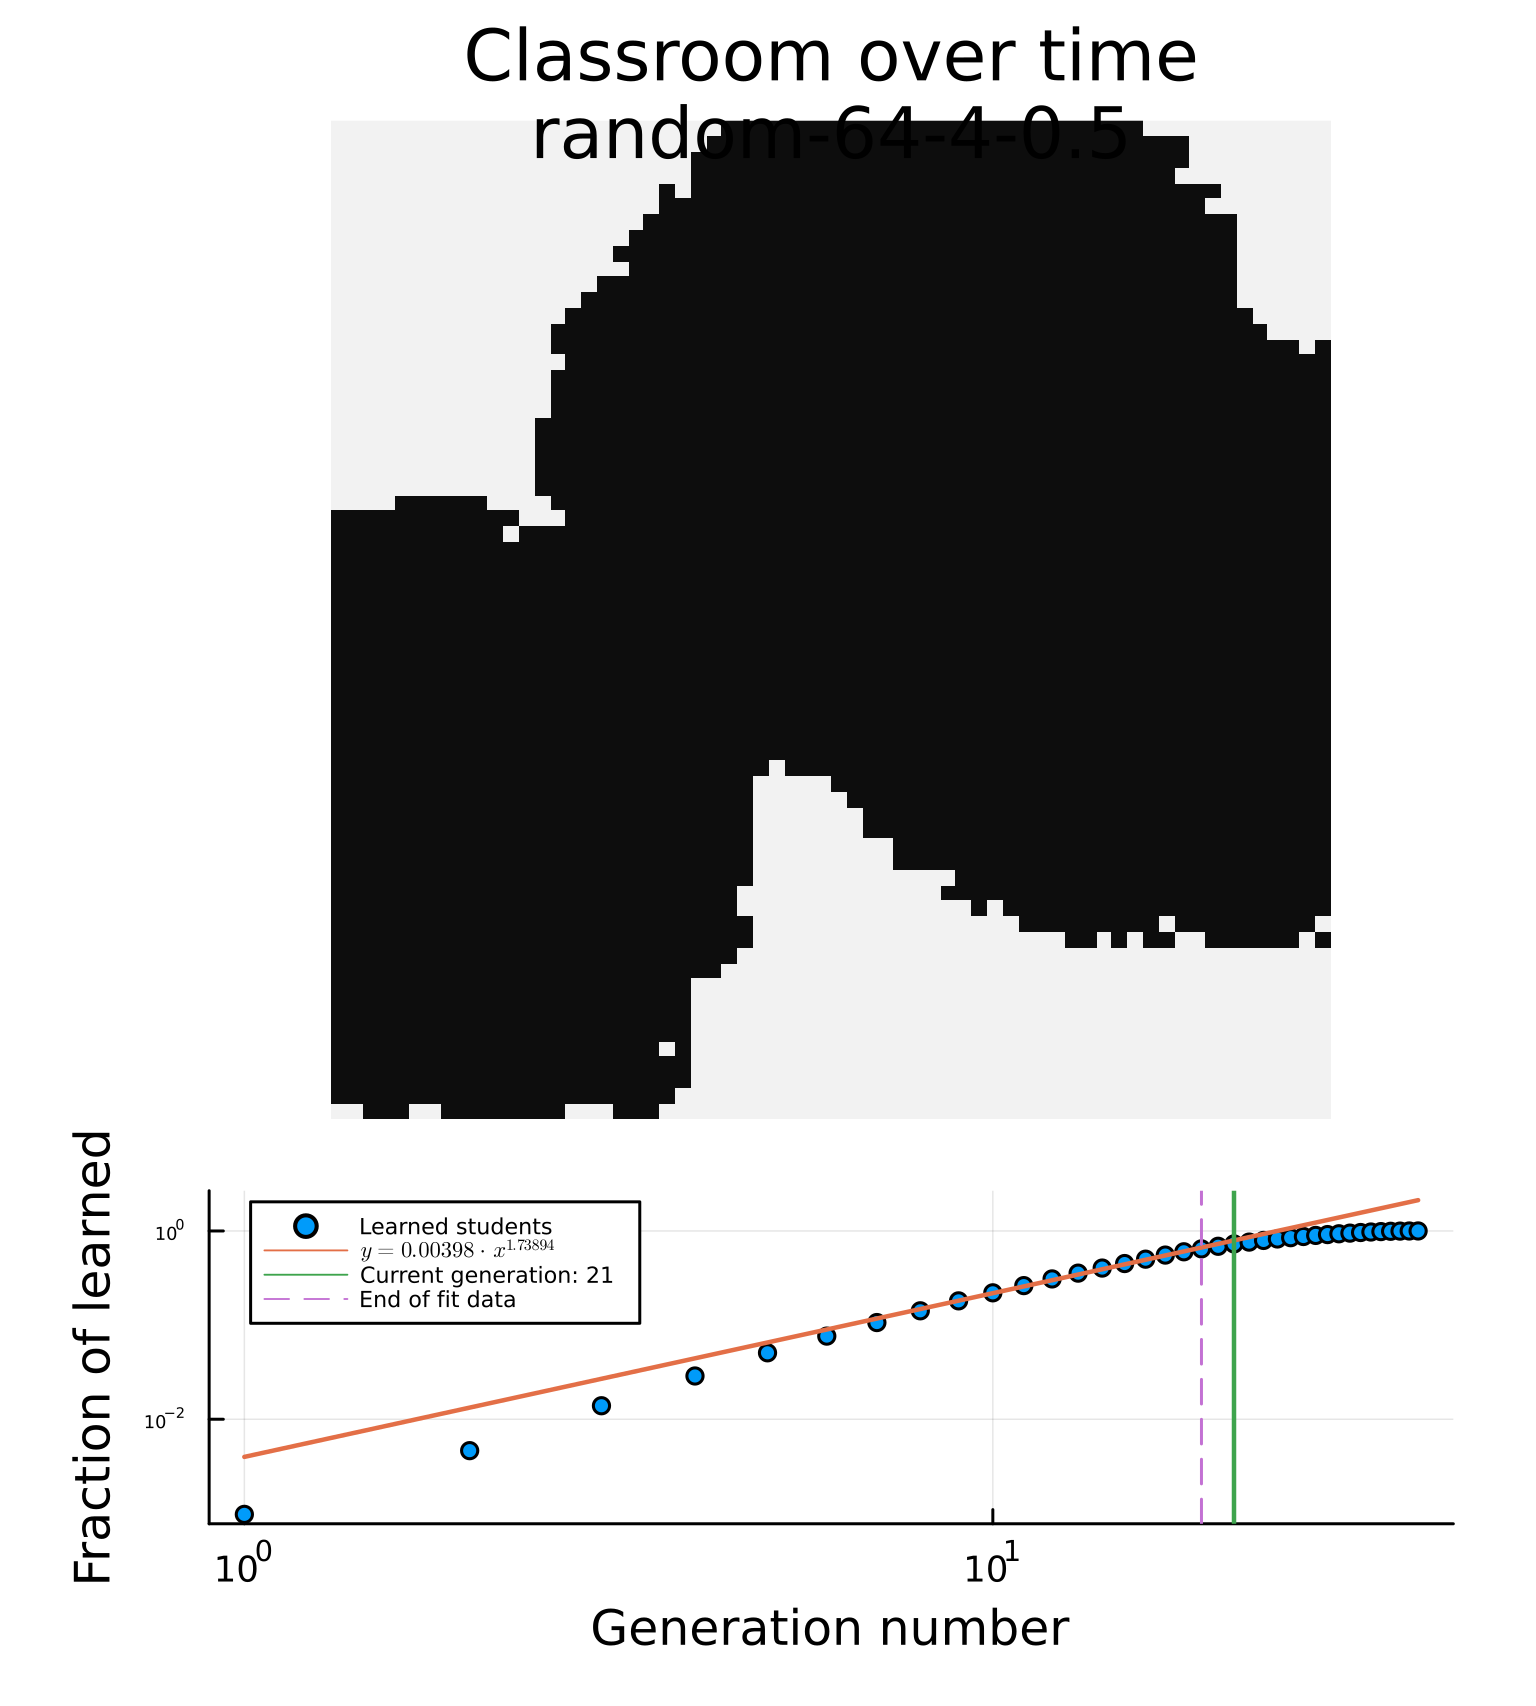 Classroom over time
random-64-4-0.5
Fraction of learned
10^0
10^-2
Learned students
y = 0.00398 · x^1.73894
Current generation: 21
End of fit data
10^0
10^1
Generation number